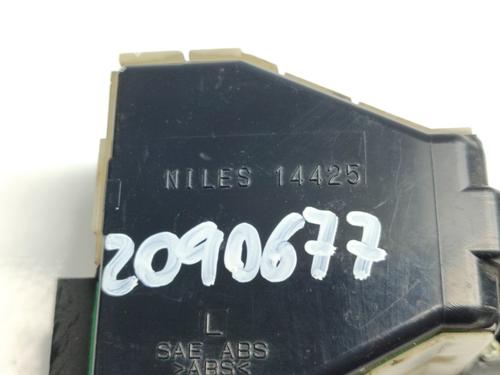 NILES 14425
2090677
L
SAE ABS
>ABS<